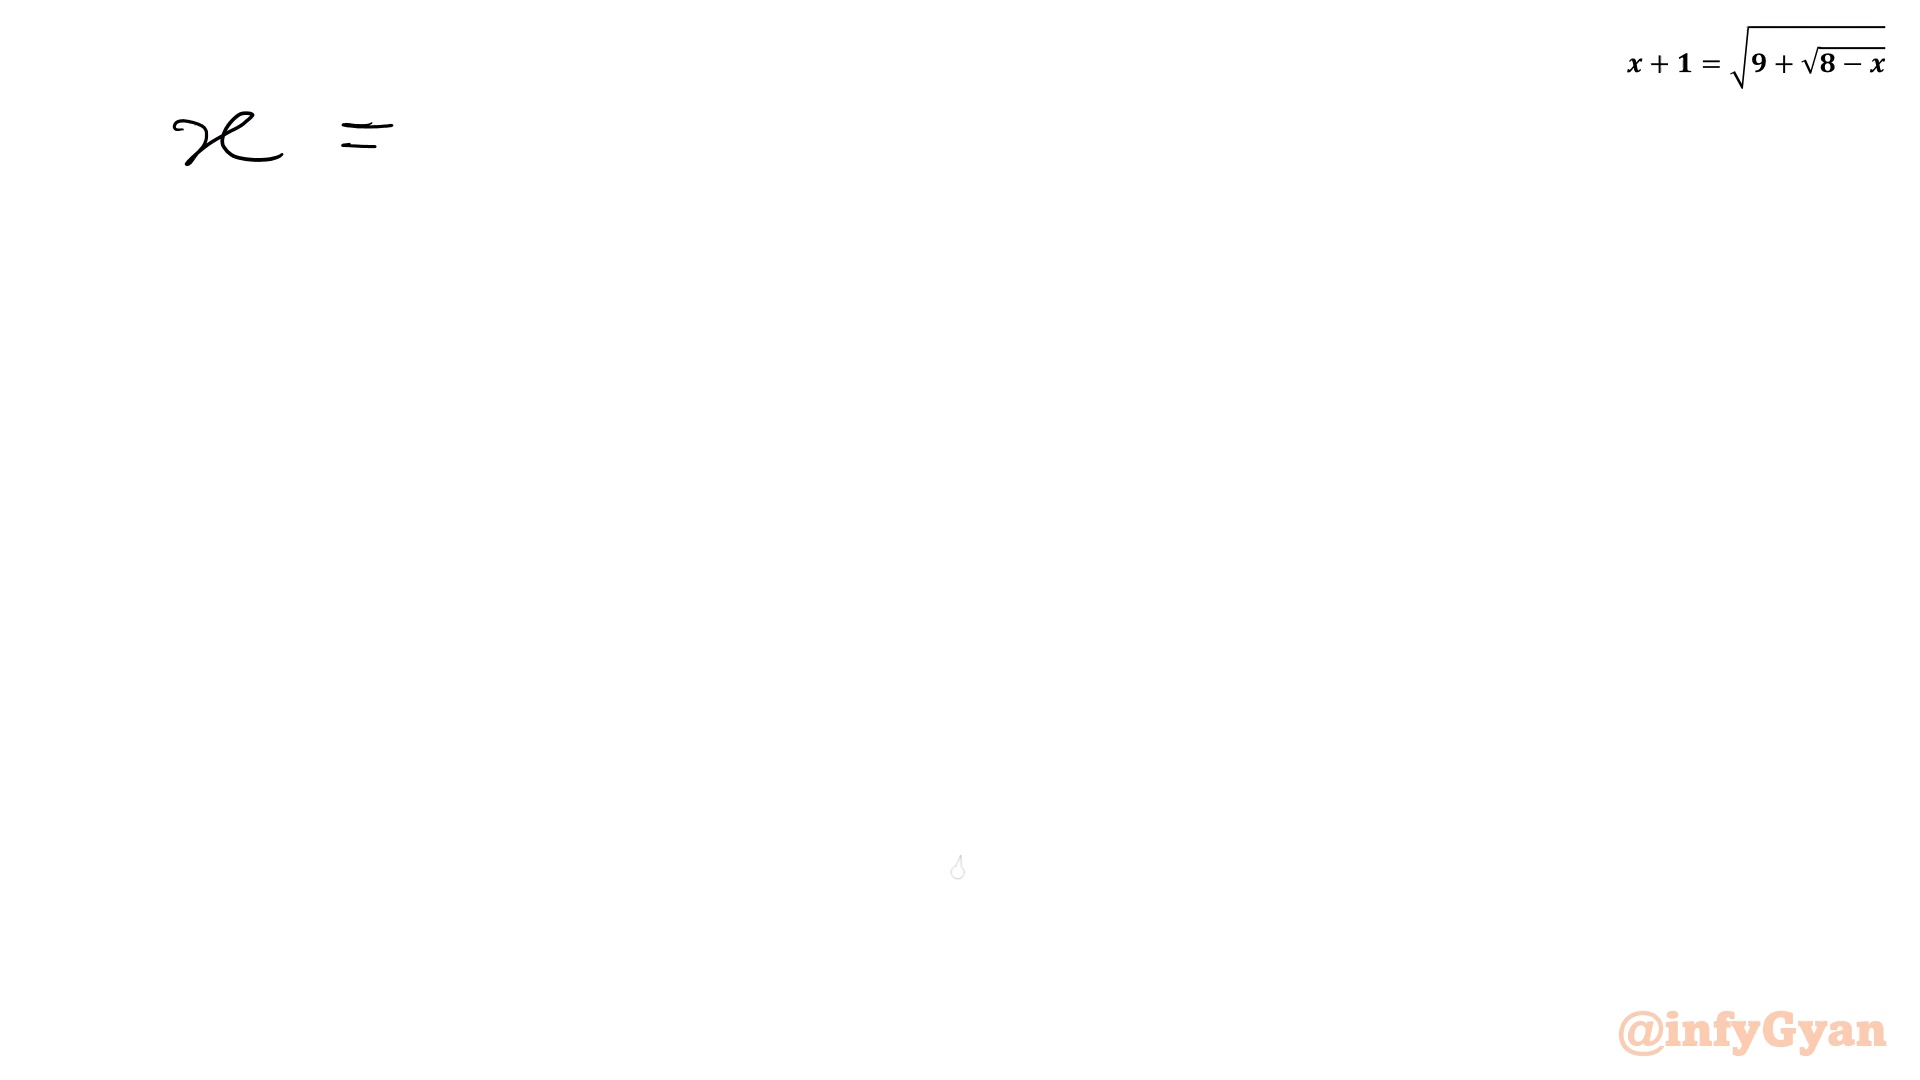 x + 1 = √(9 + √(8 − x))
x =
@infyGyan